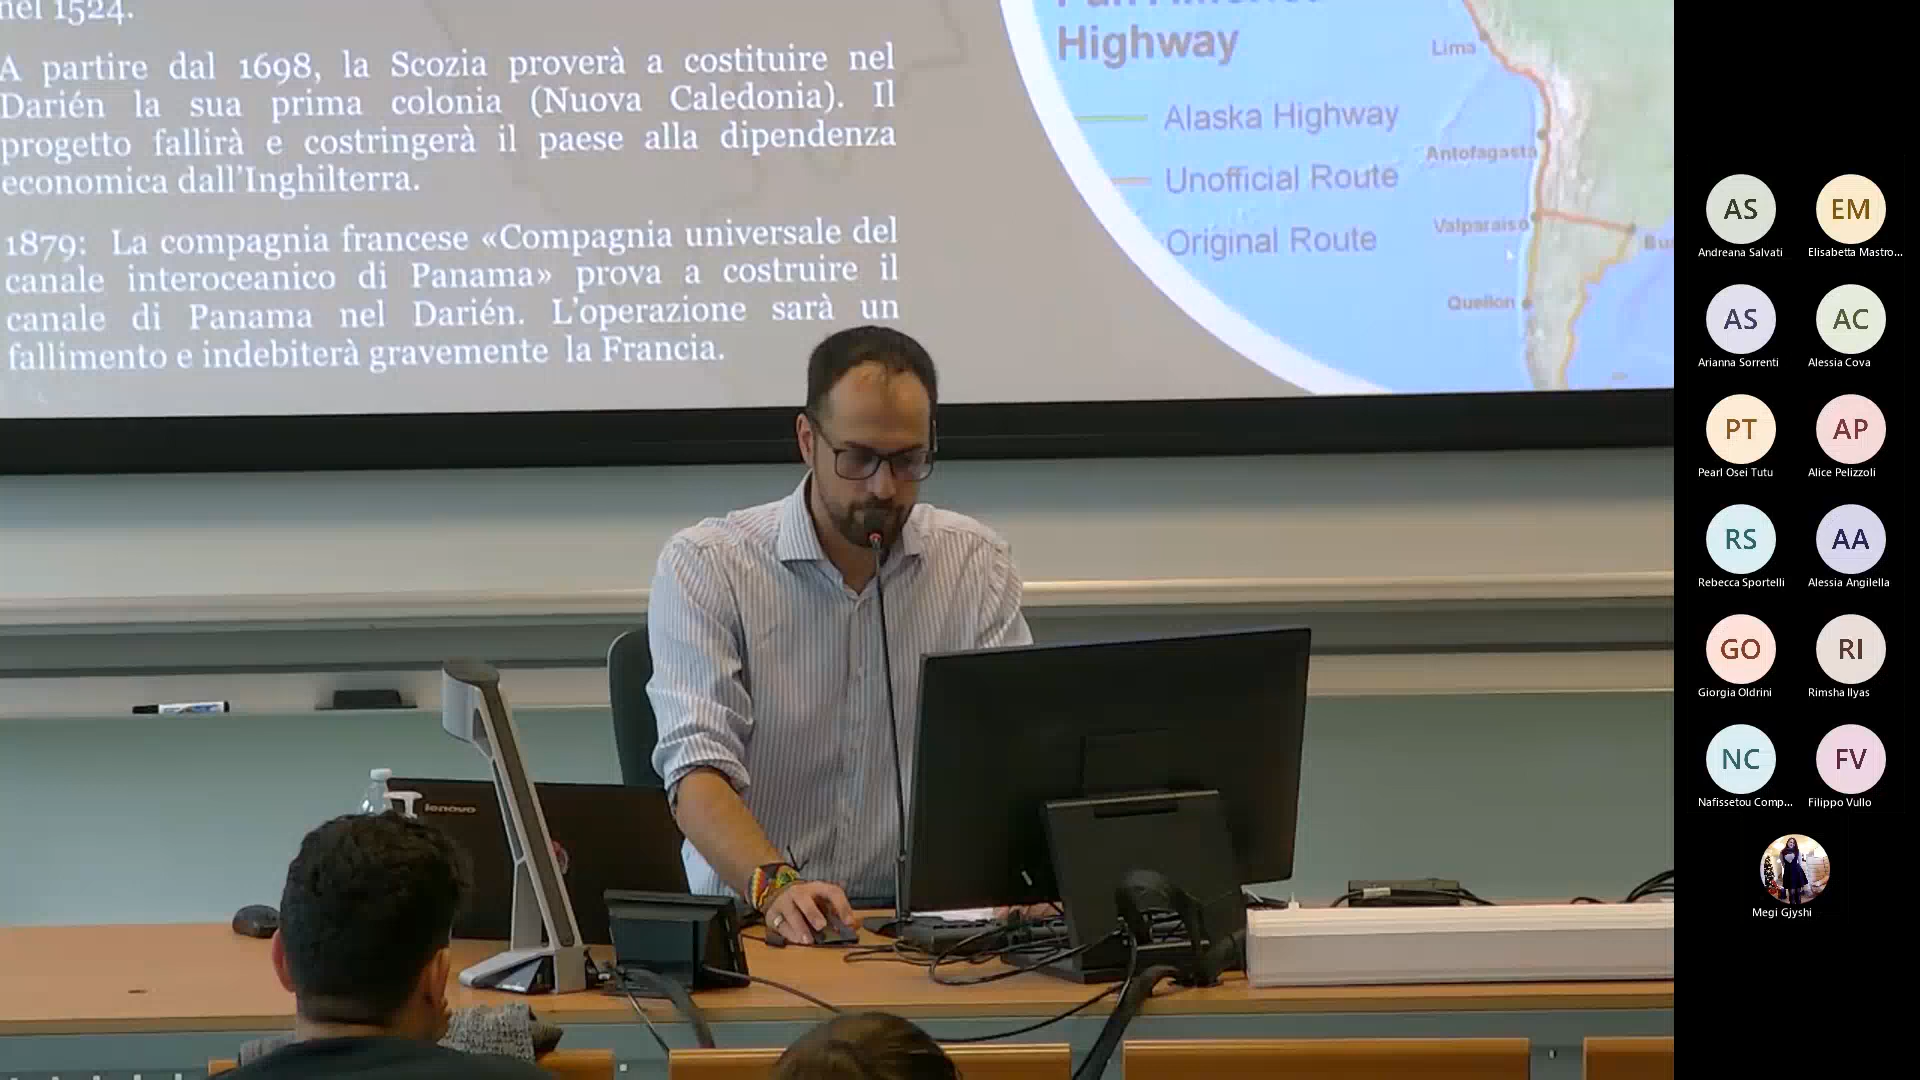 nel 1524.
A partire dal 1698, la Scozia proverà a costituire nel
Darién la sua prima colonia (Nuova Caledonia). Il
progetto fallirà e costringerà il paese alla dipendenza
economica dall'Inghilterra.
1879: La compagnia francese «Compagnia universale del
canale interoceanico di Panama» prova a costruire il
canale di Panama nel Darién. L'operazione sarà un
fallimento e indebiterà gravemente la Francia.
Highway
Alaska Highway
Unofficial Route
Original Route
Lima
Antofagasta
Valparaiso
Quellon
lenovo
AS
Andreana Salvati
EM
Elisabetta Mastro...
AS
Arianna Sorrenti
AC
Alessia Cova
PT
Pearl Osei Tutu
AP
Alice Pelizzoli
RS
Rebecca Sportelli
AA
Alessia Angilella
GO
Giorgia Oldrini
RI
Rimsha Ilyas
NC
Nafissetou Comp...
FV
Filippo Vullo
Megi Gjyshi